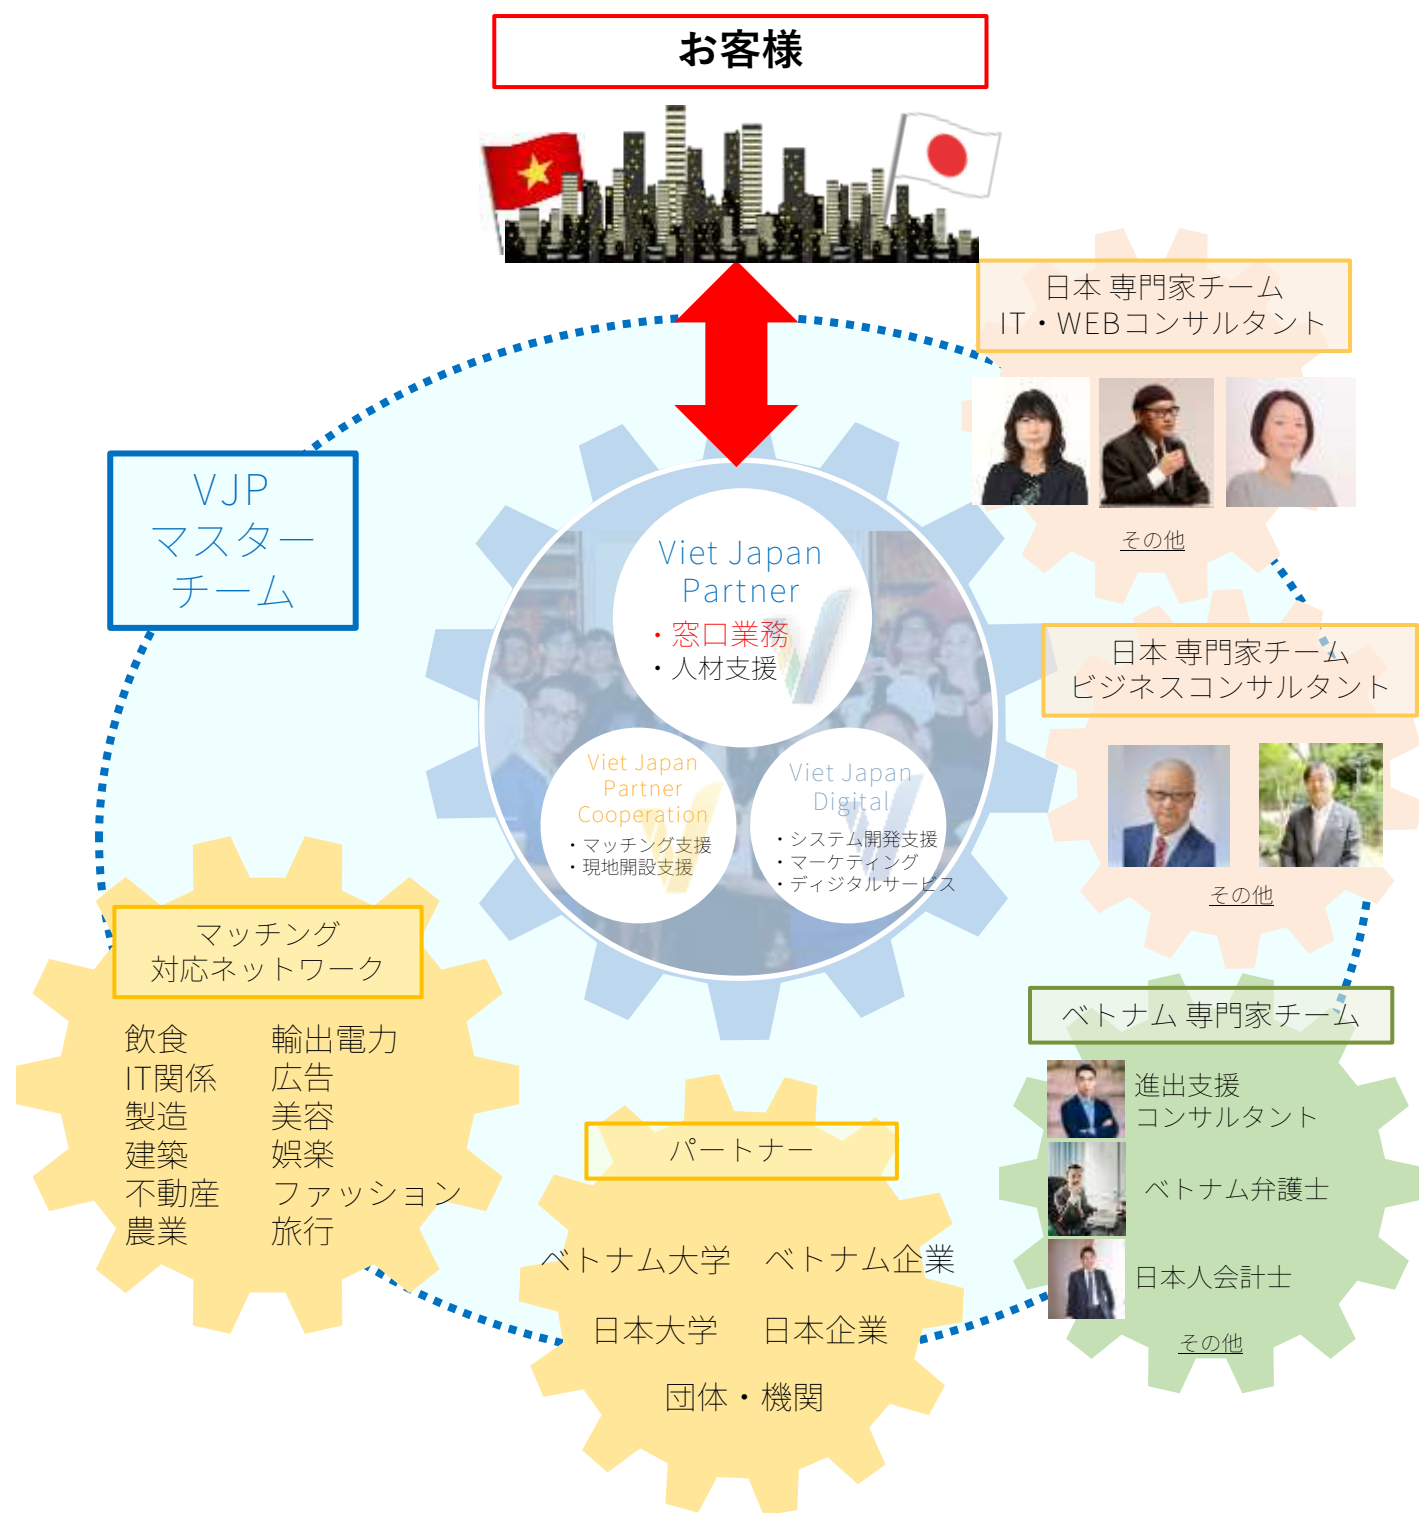 お客様
日本 専門家チーム
IT・WEBコンサルタント
その他
VJP
マスター
チーム
Viet Japan
Partner
・窓口業務
・人材支援
日本 専門家チーム
ビジネスコンサルタント
その他
Viet Japan
Partner
Cooperation
・マッチング支援
・現地開設支援
Viet Japan
Digital
・システム開発支援
・マーケティング
・ディジタルサービス
マッチング
対応ネットワーク
飲食 輸出電力
IT関係 広告
製造 美容
建築 娯楽
不動産 ファッション
農業 旅行
ベトナム 専門家チーム
進出支援
コンサルタント
ベトナム弁護士
日本人会計士
その他
パートナー
ベトナム大学 ベトナム企業
日本大学 日本企業
団体・機関